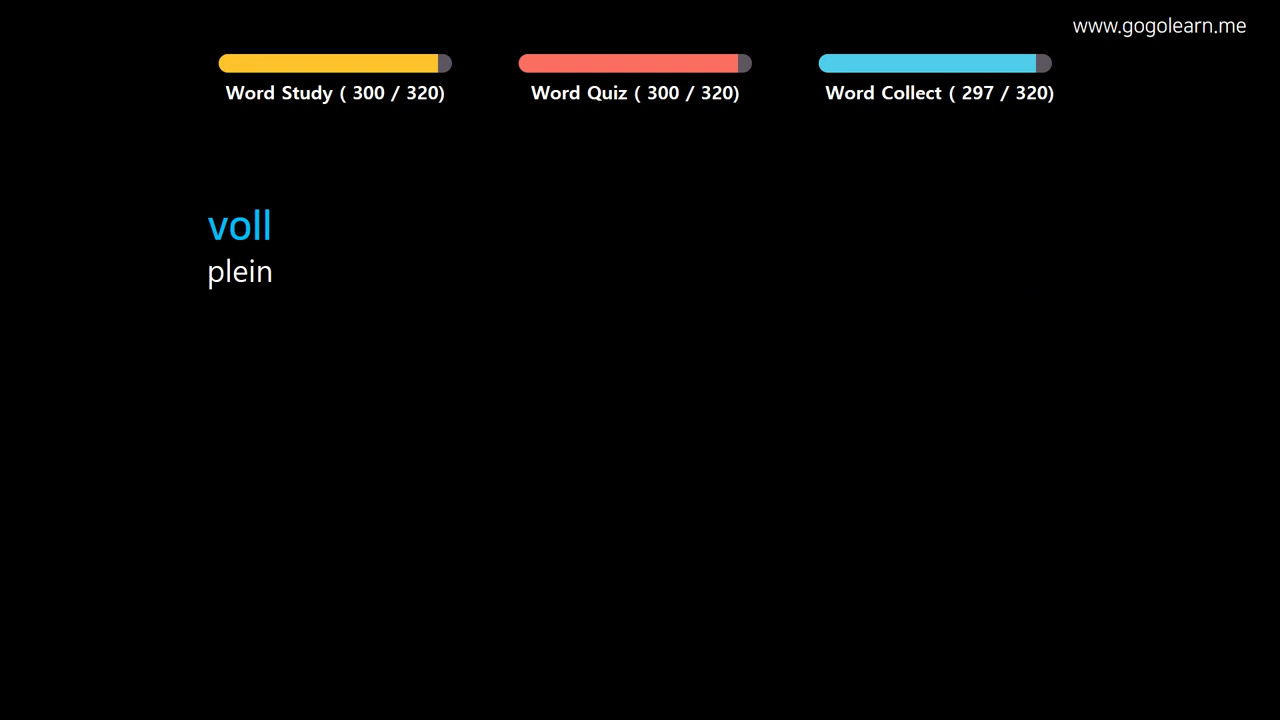 www.gogolearn.me
Word Study ( 300 / 320)
Word Quiz ( 300 / 320)
Word Collect ( 297 / 320)
voll
plein